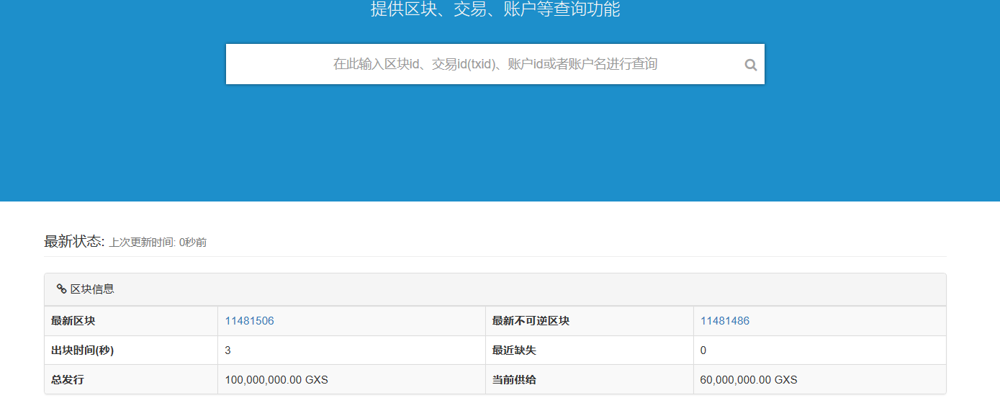 提供区块、交易、账户等查询功能
在此输入区块id、交易id(txid)、账户id或者账户名进行查询
最新状态: 上次更新时间: 0秒前
区块信息
最新区块 11481506 最新不可逆区块 11481486
出块时间(秒) 3 最近缺失 0
总发行 100,000,000.00 GXS 当前供给 60,000,000.00 GXS